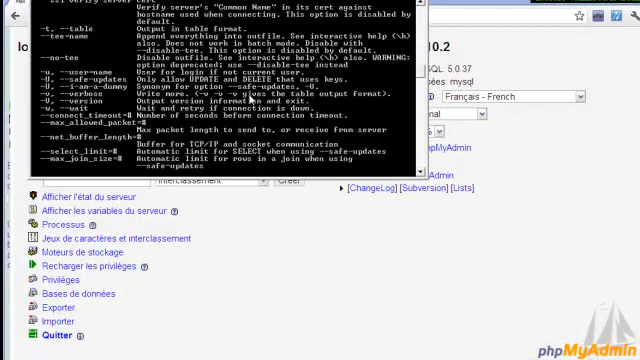 Verify server's "Common Name" in its cert against
hostname used when connecting. This option is disabled by
default.
-t, --table Output in table format.
--tee=name Append everything into outfile. See interactive help (\h)
also. Does not work in batch mode. Disable with
--disable-tee. This option is disabled by default.
--no-tee Disable outfile. See interactive help (\h) also. WARNING:
option deprecated; use --disable-tee instead
-u, --user=name User for login if not current user.
-U, --safe-updates Only allow UPDATE and DELETE that uses keys.
-U, --i-am-a-dummy Synonym for option --safe-updates, -U.
-v, --verbose Write more. (-v -v -v gives the table output format).
-V, --version Output version information and exit.
-w, --wait Wait and retry if connection is down.
--connect_timeout=# Number of seconds before connection timeout.
--max_allowed_packet=#
Max packet length to send to, or receive from server
--net_buffer_length=#
Buffer for TCP/IP and socket communication
--select_limit=# Automatic limit for SELECT when using --safe-updates
--max_join_size=# Automatic limit for rows in a join when using
--safe-updates
0.2
SQL: 5.0.37
Français - French
Interclassement
Créer
[ChangeLog] [Subversion] [Lists]
Afficher l'état du serveur
Afficher les variables du serveur
Processus
Jeux de caractères et interclassement
Moteurs de stockage
Recharger les privilèges
Privilèges
Bases de données
Exporter
Importer
Quitter
phpMyAdmin